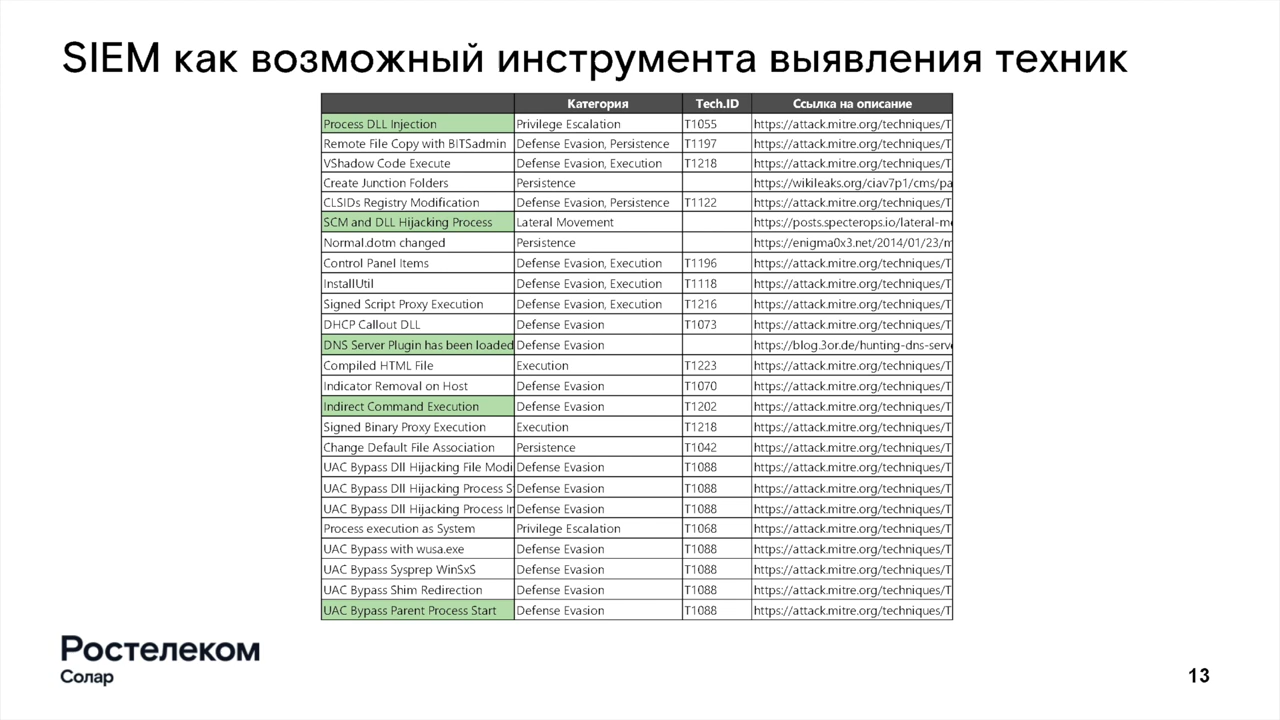 SIEM как возможный инструмента выявления техник
Категория Tech.ID Ссылка на описание
Process DLL Injection Privilege Escalation T1055 https://attack.mitre.org/techniques/T
Remote File Copy with BITSadmin Defense Evasion, Persistence T1197 https://attack.mitre.org/techniques/T
VShadow Code Execute Defense Evasion, Execution T1218 https://attack.mitre.org/techniques/T
Create Junction Folders Persistence https://wikileaks.org/ciav7p1/cms/pa
CLSIDs Registry Modification Defense Evasion, Persistence T1122 https://attack.mitre.org/techniques/T
SCM and DLL Hijacking Process Lateral Movement https://posts.specterops.io/lateral-m
Normal.dotm changed Persistence https://enigma0x3.net/2014/01/23/m
Control Panel Items Defense Evasion, Execution T1196 https://attack.mitre.org/techniques/T
InstallUtil Defense Evasion, Execution T1118 https://attack.mitre.org/techniques/T
Signed Script Proxy Execution Defense Evasion, Execution T1216 https://attack.mitre.org/techniques/T
DHCP Callout DLL Defense Evasion T1073 https://attack.mitre.org/techniques/T
DNS Server Plugin has been loaded Defense Evasion https://blog.3or.de/hunting-dns-serve
Compiled HTML File Execution T1223 https://attack.mitre.org/techniques/T
Indicator Removal on Host Defense Evasion T1070 https://attack.mitre.org/techniques/T
Indirect Command Execution Defense Evasion T1202 https://attack.mitre.org/techniques/T
Signed Binary Proxy Execution Execution T1218 https://attack.mitre.org/techniques/T
Change Default File Association Persistence T1042 https://attack.mitre.org/techniques/T
UAC Bypass Dll Hijacking File Modi Defense Evasion T1088 https://attack.mitre.org/techniques/T
UAC Bypass Dll Hijacking Process S Defense Evasion T1088 https://attack.mitre.org/techniques/T
UAC Bypass Dll Hijacking Process Ir Defense Evasion T1088 https://attack.mitre.org/techniques/T
Process execution as System Privilege Escalation T1068 https://attack.mitre.org/techniques/T
UAC Bypass with wusa.exe Defense Evasion T1088 https://attack.mitre.org/techniques/T
UAC Bypass Sysprep WinSxS Defense Evasion T1088 https://attack.mitre.org/techniques/T
UAC Bypass Shim Redirection Defense Evasion T1088 https://attack.mitre.org/techniques/T
UAC Bypass Parent Process Start Defense Evasion T1088 https://attack.mitre.org/techniques/T
Ростелеком
Солар
13